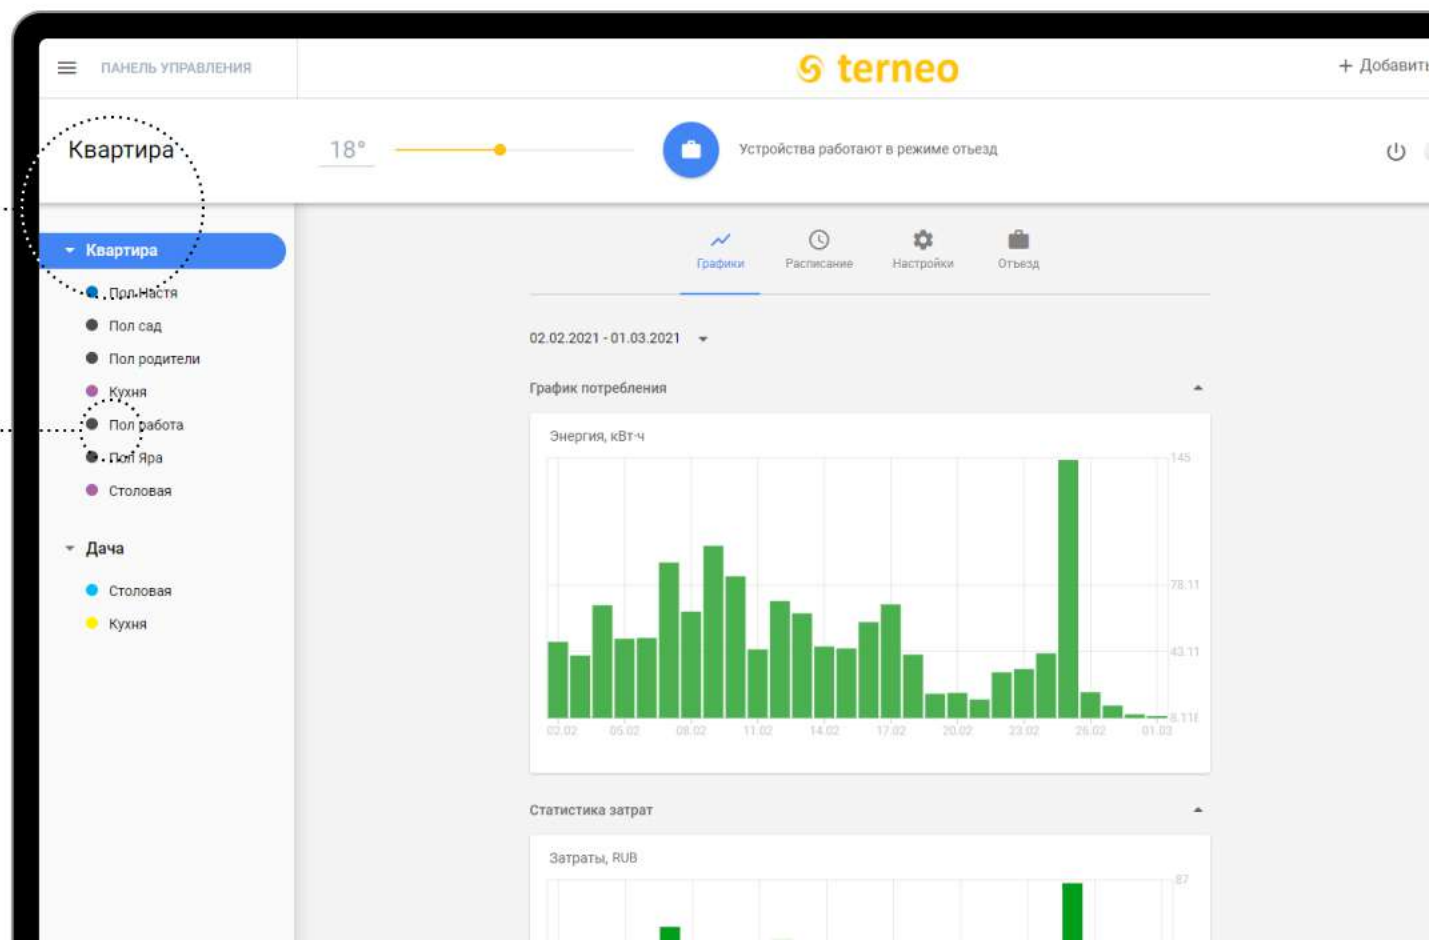 ПАНЕЛЬ УПРАВЛЕНИЯ
terneo
+ Добавить
Квартира
18°
Устройства работают в режиме отьезд
Квартира
Пол Настя
Пол сад
Пол родители
Кухня
Пол работа
Пол Яра
Столовая
Дача
Столовая
Кухня
Графики
Расписание
Настройки
Отъезд
02.02.2021 - 01.03.2021
График потребления
Энергия, кВт·ч
145
78.11
43.11
8.11
02.02 05.02 08.02 11.02 14.02 17.02 20.02 23.02 26.02 01.03
Статистика затрат
Затраты, RUB
87